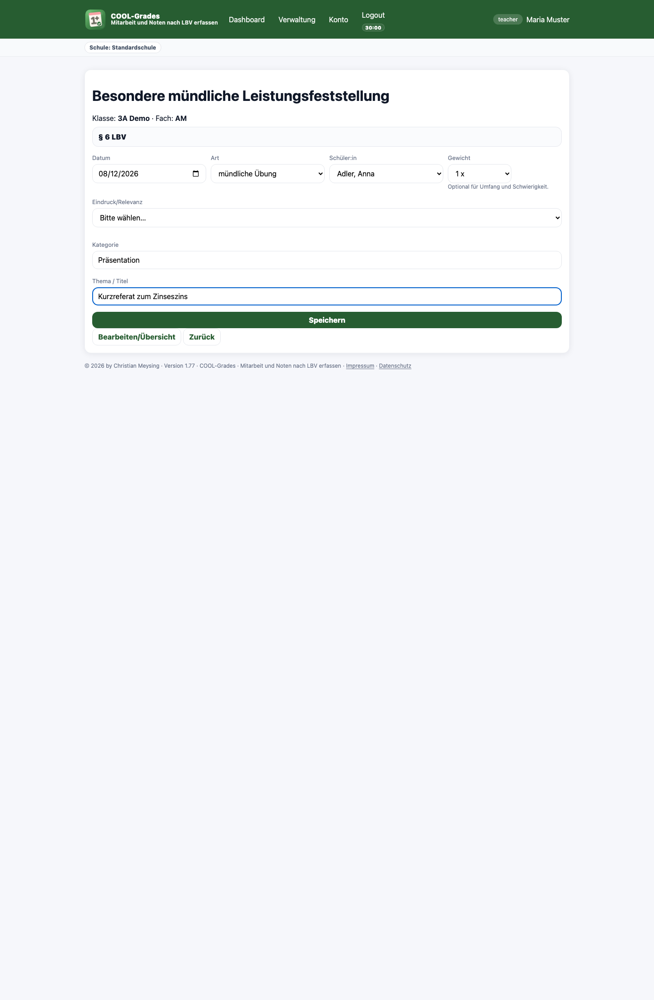 COOL-Grades
Mitarbeit und Noten nach LBV erfassen
Dashboard
Verwaltung
Konto
Logout
30:00
teacher
Maria Muster
Schule: Standardschule
Besondere mündliche Leistungsfeststellung
Klasse: 3A Demo · Fach: AM
§ 6 LBV
Datum
08/12/2026
Art
mündliche Übung
Schüler:in
Adler, Anna
Gewicht
1 x
Optional für Umfang und Schwierigkeit.
Eindruck/Relevanz
Bitte wählen...
Kategorie
Präsentation
Thema / Titel
Kurzreferat zum Zinseszins
Speichern
Bearbeiten/Übersicht
Zurück
© 2026 by Christian Meysing · Version 1.77 · COOL-Grades · Mitarbeit und Noten nach LBV erfassen · Impressum · Datenschutz